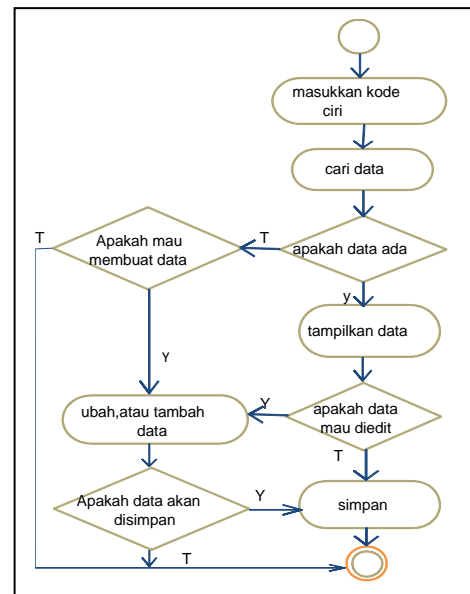 masukkan kode
ciri
cari data
T
Apakah mau
membuat data
T
apakah data ada
y
tampilkan data
Y
ubah,atau tambah
data
Y
apakah data
mau diedit
T
Apakah data akan
disimpan
Y
simpan
T